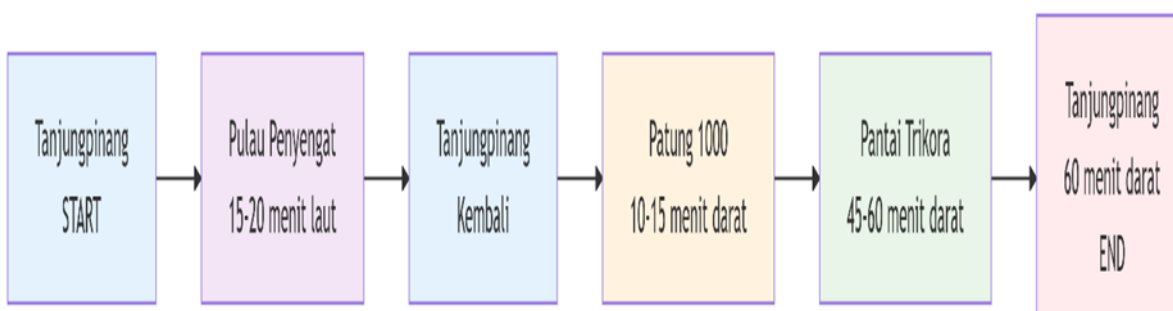 Tanjungpinang
START
Pulau Penyengat
15-20 menit laut
Tanjungpinang
Kembali
Patung 1000
10-15 menit darat
Pantai Trikora
45-60 menit darat
Tanjungpinang
60 menit darat
END